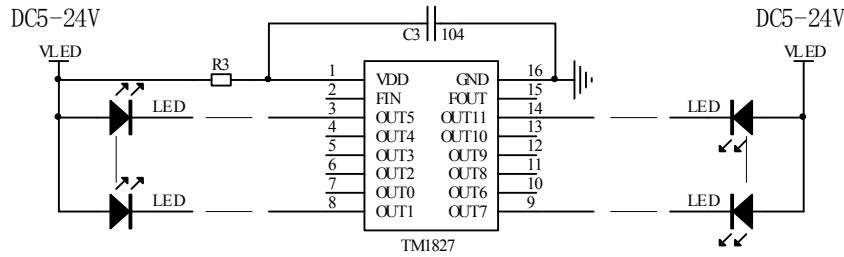 DC5-24V DC5-24V
VLED C3 104 VLED
R3
1 VDD GND 16
2 FIN FOUT 15
LED 3 OUT5 OUT11 14 LED
4 OUT4 OUT10 13
5 OUT3 OUT9 12
6 OUT2 OUT8 11
7 OUT0 OUT6 10
LED 8 OUT1 OUT7 9 LED
TM1827